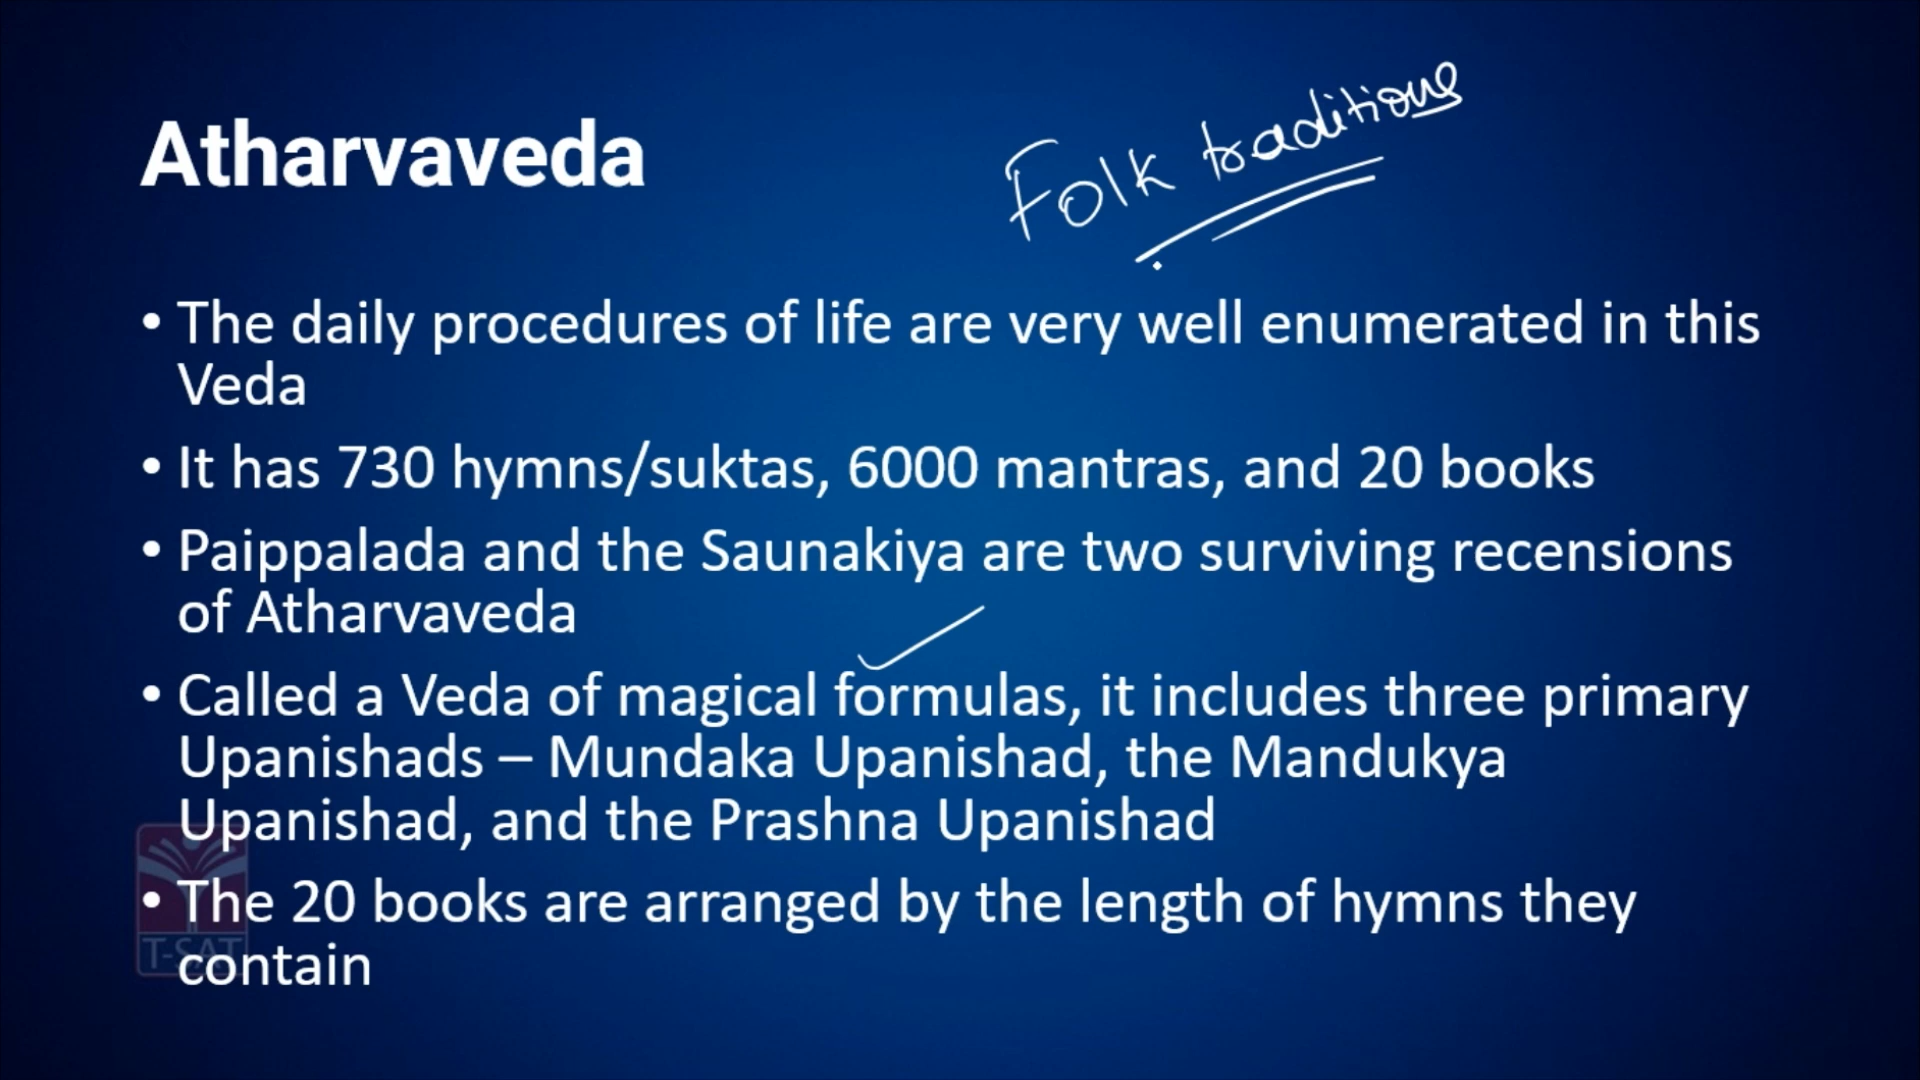 Folk traditions
Atharvaveda
• The daily procedures of life are very well enumerated in this
Veda
• It has 730 hymns/suktas, 6000 mantras, and 20 books
• Paippalada and the Saunakiya are two surviving recensions
of Atharvaveda
• Called a Veda of magical formulas, it includes three primary
Upanishads – Mundaka Upanishad, the Mandukya
Upanishad, and the Prashna Upanishad
• The 20 books are arranged by the length of hymns they
contain
T-SAT